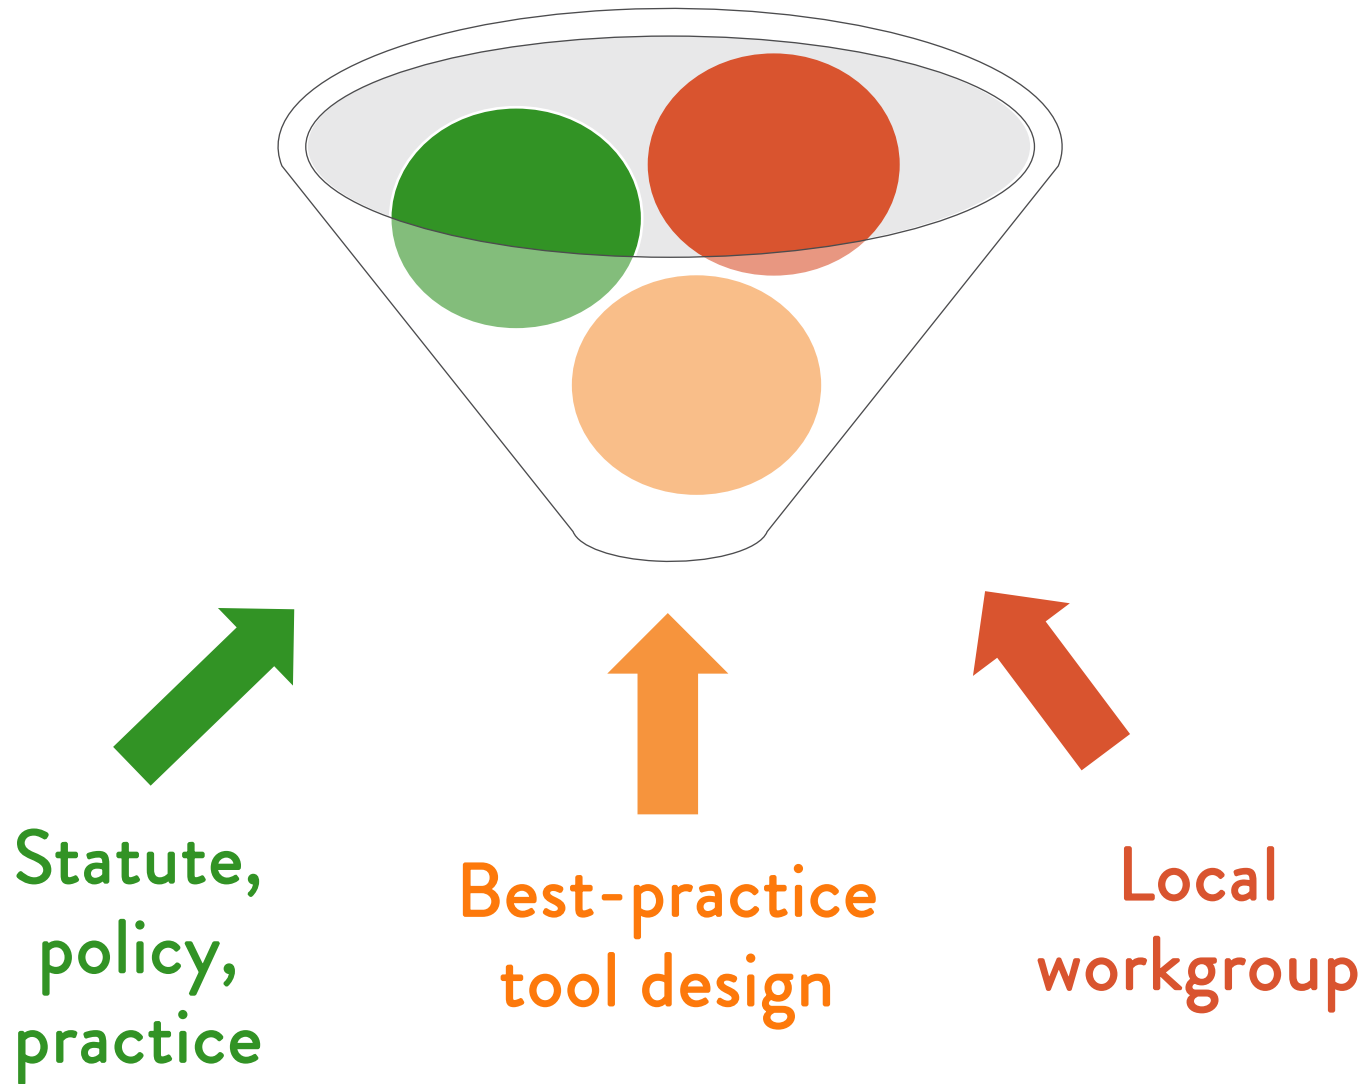 Statute,
policy,
practice
Best-practice
tool design
Local
workgroup